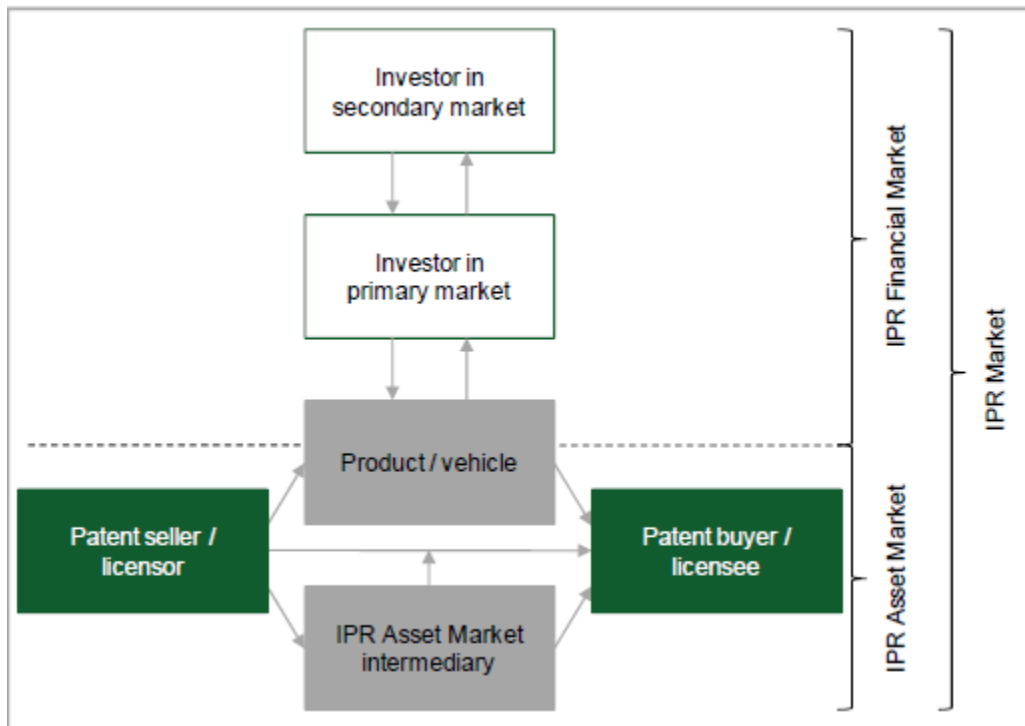 Investor in
secondary market
Investor in
primary market
Product / vehicle
Patent seller /
licensor
Patent buyer /
licensee
IPR Asset Market
intermediary
IPR Financial Market
IPR Asset Market
IPR Market